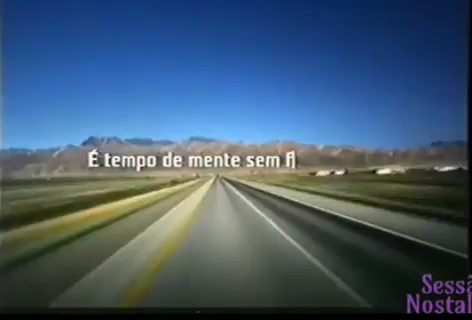 É tempo de mente sem A
Sessã
Nostal